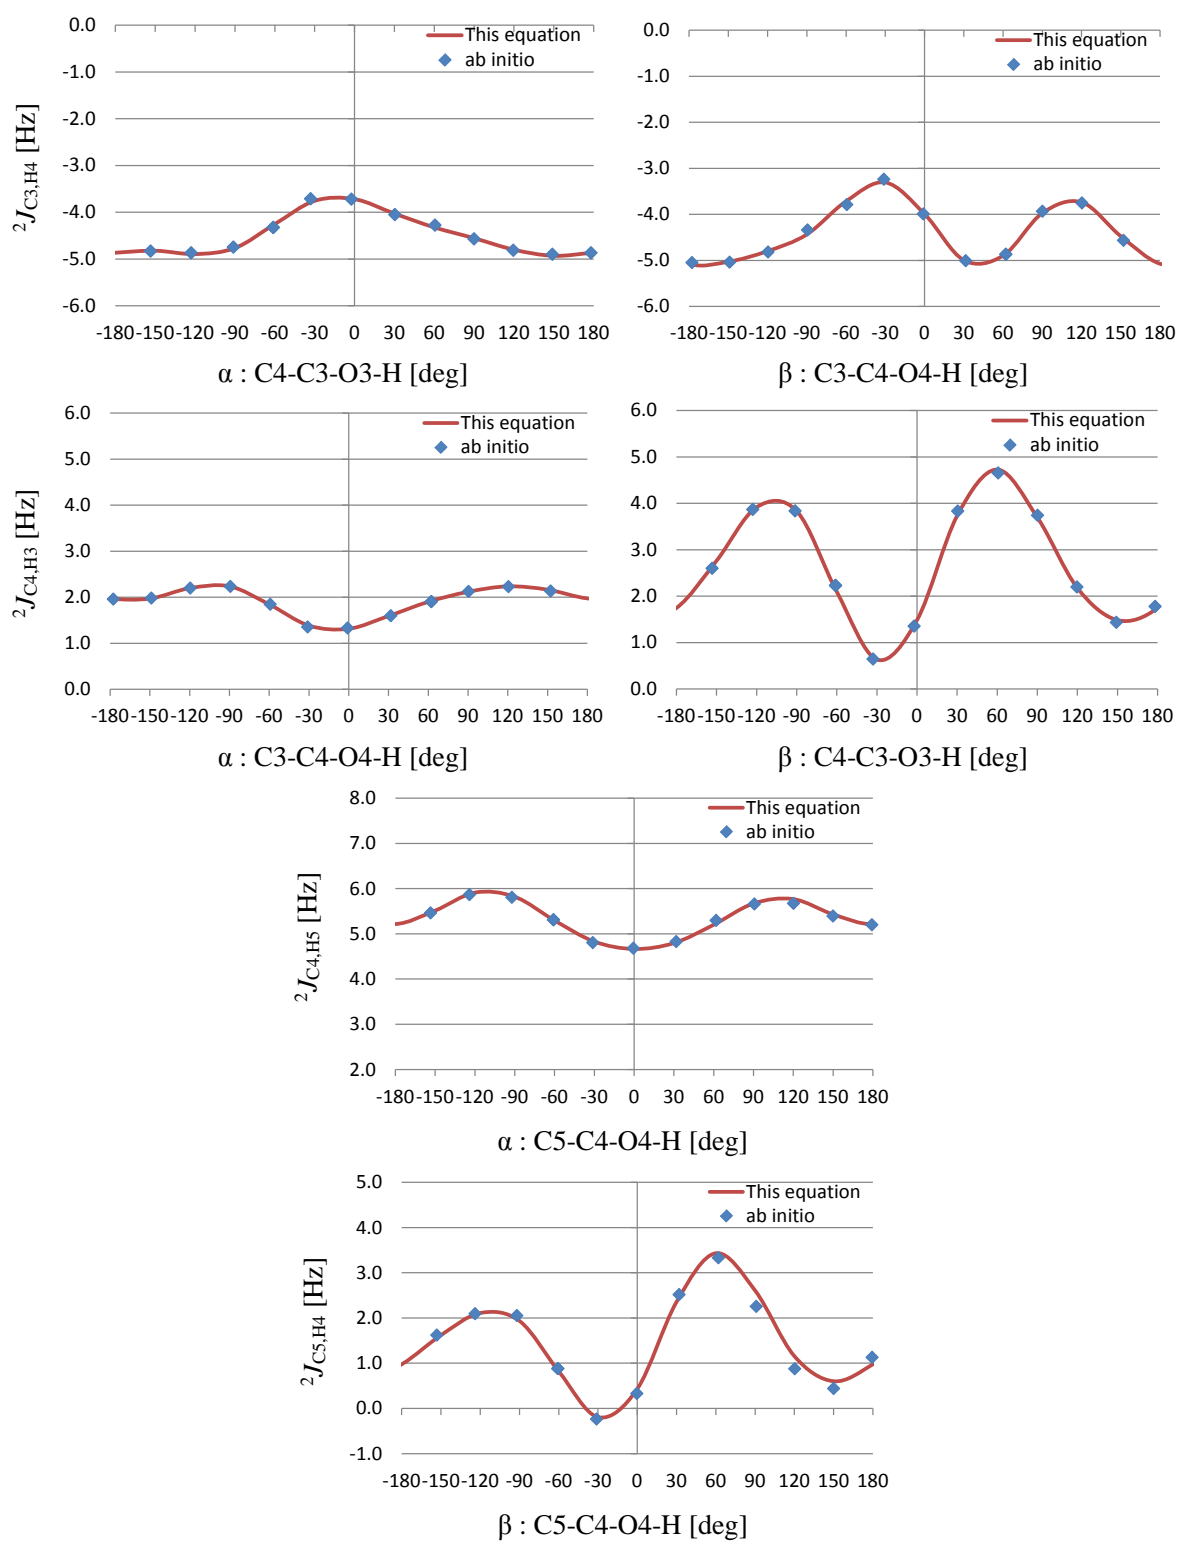 0.0
-1.0
-2.0
-3.0
-4.0
-5.0
-6.0
This equation
ab initio
²J_C3,H4 [Hz]
-180 -150 -120 -90 -60 -30 0 30 60 90 120 150 180
α : C4-C3-O3-H [deg]
0.0
-1.0
-2.0
-3.0
-4.0
-5.0
-6.0
This equation
ab initio
-180 -150 -120 -90 -60 -30 0 30 60 90 120 150 180
β : C3-C4-O4-H [deg]
6.0
5.0
4.0
3.0
2.0
1.0
0.0
This equation
ab initio
²J_C4,H3 [Hz]
-180 -150 -120 -90 -60 -30 0 30 60 90 120 150 180
α : C3-C4-O4-H [deg]
6.0
5.0
4.0
3.0
2.0
1.0
0.0
This equation
ab initio
-180 -150 -120 -90 -60 -30 0 30 60 90 120 150 180
β : C4-C3-O3-H [deg]
8.0
7.0
6.0
5.0
4.0
3.0
2.0
This equation
ab initio
²J_C4,H5 [Hz]
-180 -150 -120 -90 -60 -30 0 30 60 90 120 150 180
α : C5-C4-O4-H [deg]
5.0
4.0
3.0
2.0
1.0
0.0
-1.0
This equation
ab initio
²J_C5,H4 [Hz]
-180 -150 -120 -90 -60 -30 0 30 60 90 120 150 180
β : C5-C4-O4-H [deg]